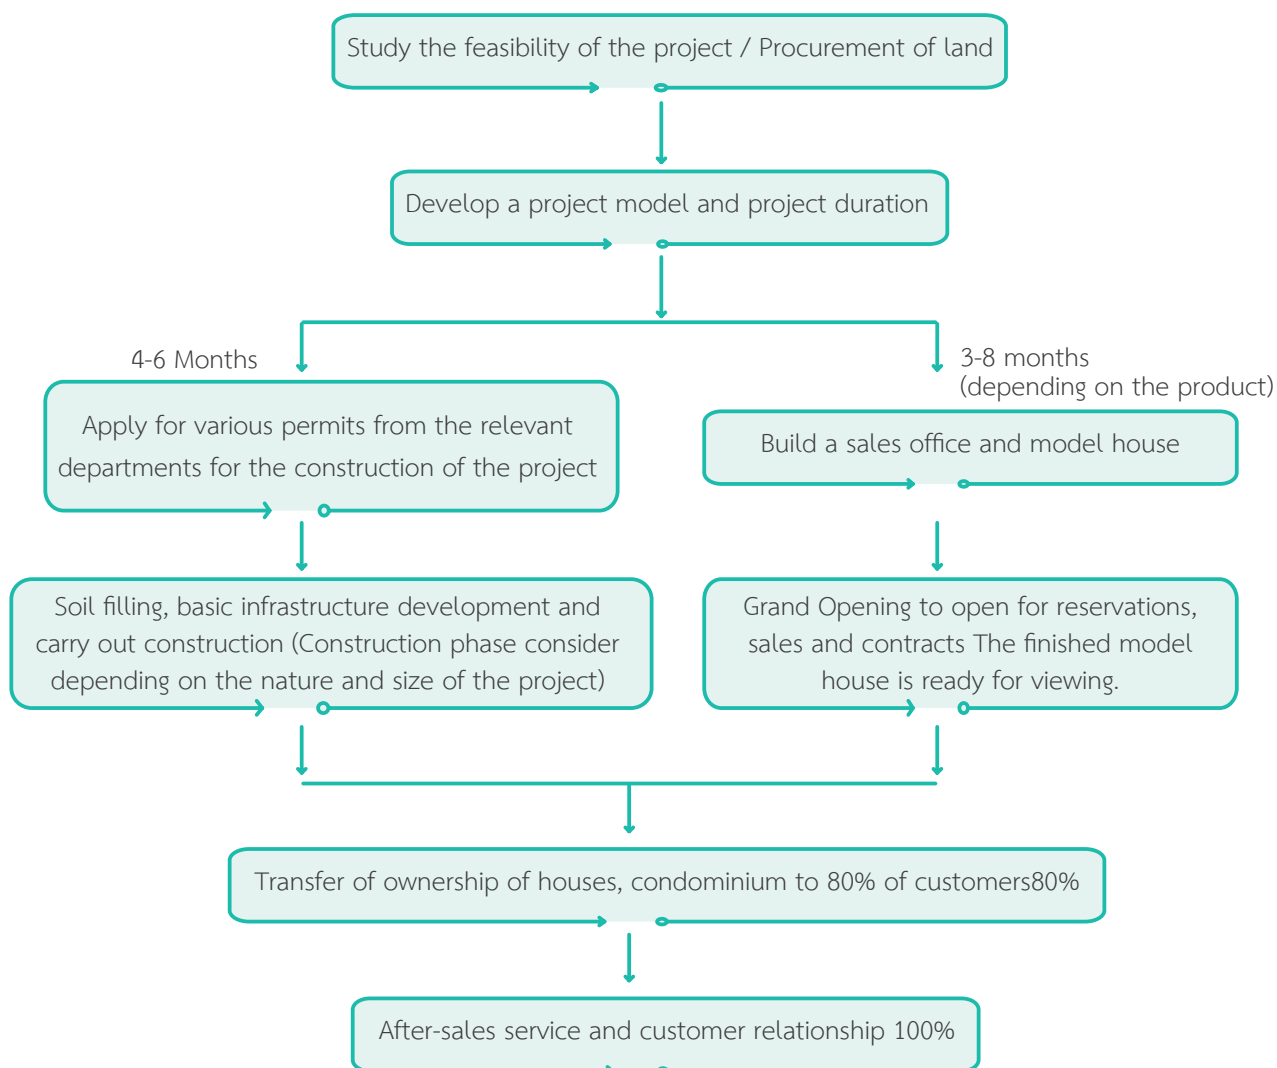 Study the feasibility of the project / Procurement of land
Develop a project model and project duration
4-6 Months
3-8 months
(depending on the product)
Apply for various permits from the relevant
departments for the construction of the project
Build a sales office and model house
Soil filling, basic infrastructure development and
carry out construction (Construction phase consider
depending on the nature and size of the project)
Grand Opening to open for reservations,
sales and contracts The finished model
house is ready for viewing.
Transfer of ownership of houses, condominium to 80% of customers80%
After-sales service and customer relationship 100%